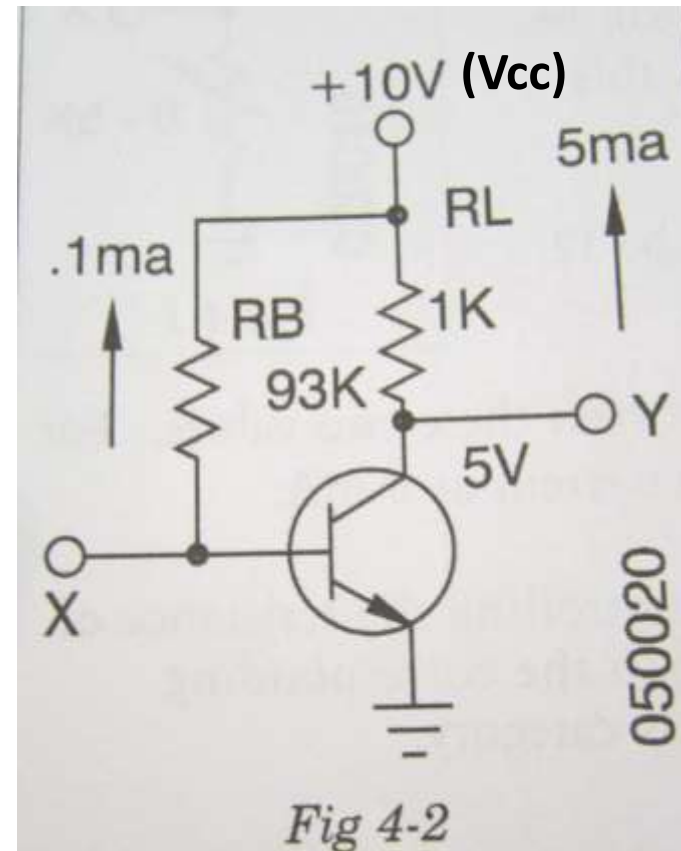 +10V (Vcc)
5ma
RL
.1ma
RB
1K
93K
Y
5V
X
050020
Fig 4-2